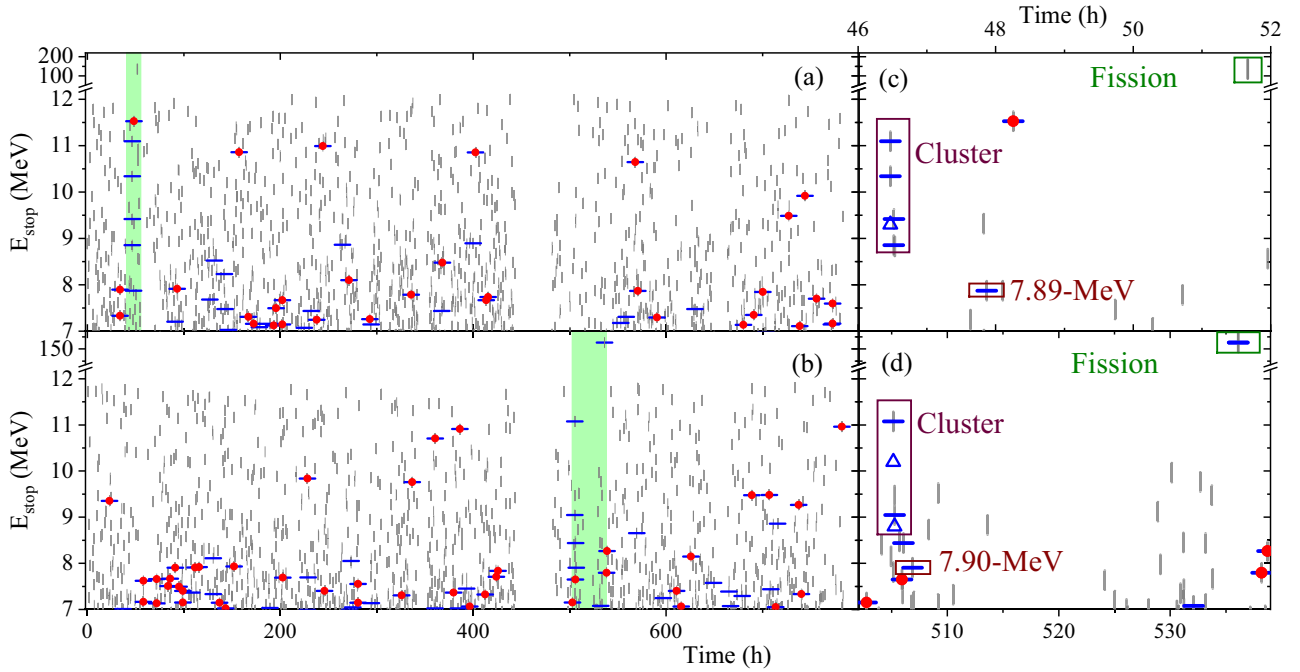 Time (h)
46 48 50 52
200
100
12
11
10
9
8
7
(a)
(c)
Fission
Cluster
7.89-MeV
E_stop (MeV)
150
12
11
10
9
8
7
(b)
(d)
Fission
Cluster
7.90-MeV
E_stop (MeV)
0 200 400 600 510 520 530
Time (h)